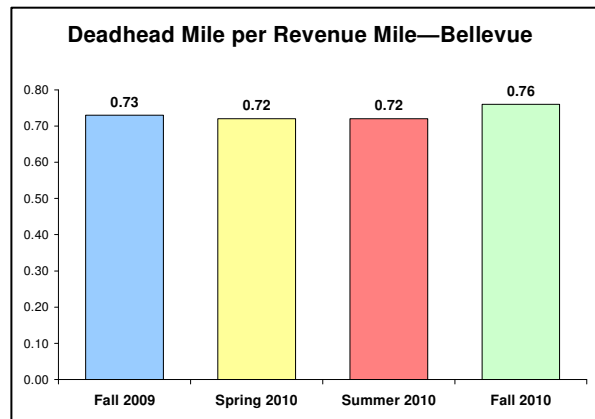 Deadhead Mile per Revenue Mile—Bellevue
0.80
0.70
0.60
0.50
0.40
0.30
0.20
0.10
0.00
0.73
0.72
0.72
0.76
Fall 2009
Spring 2010
Summer 2010
Fall 2010